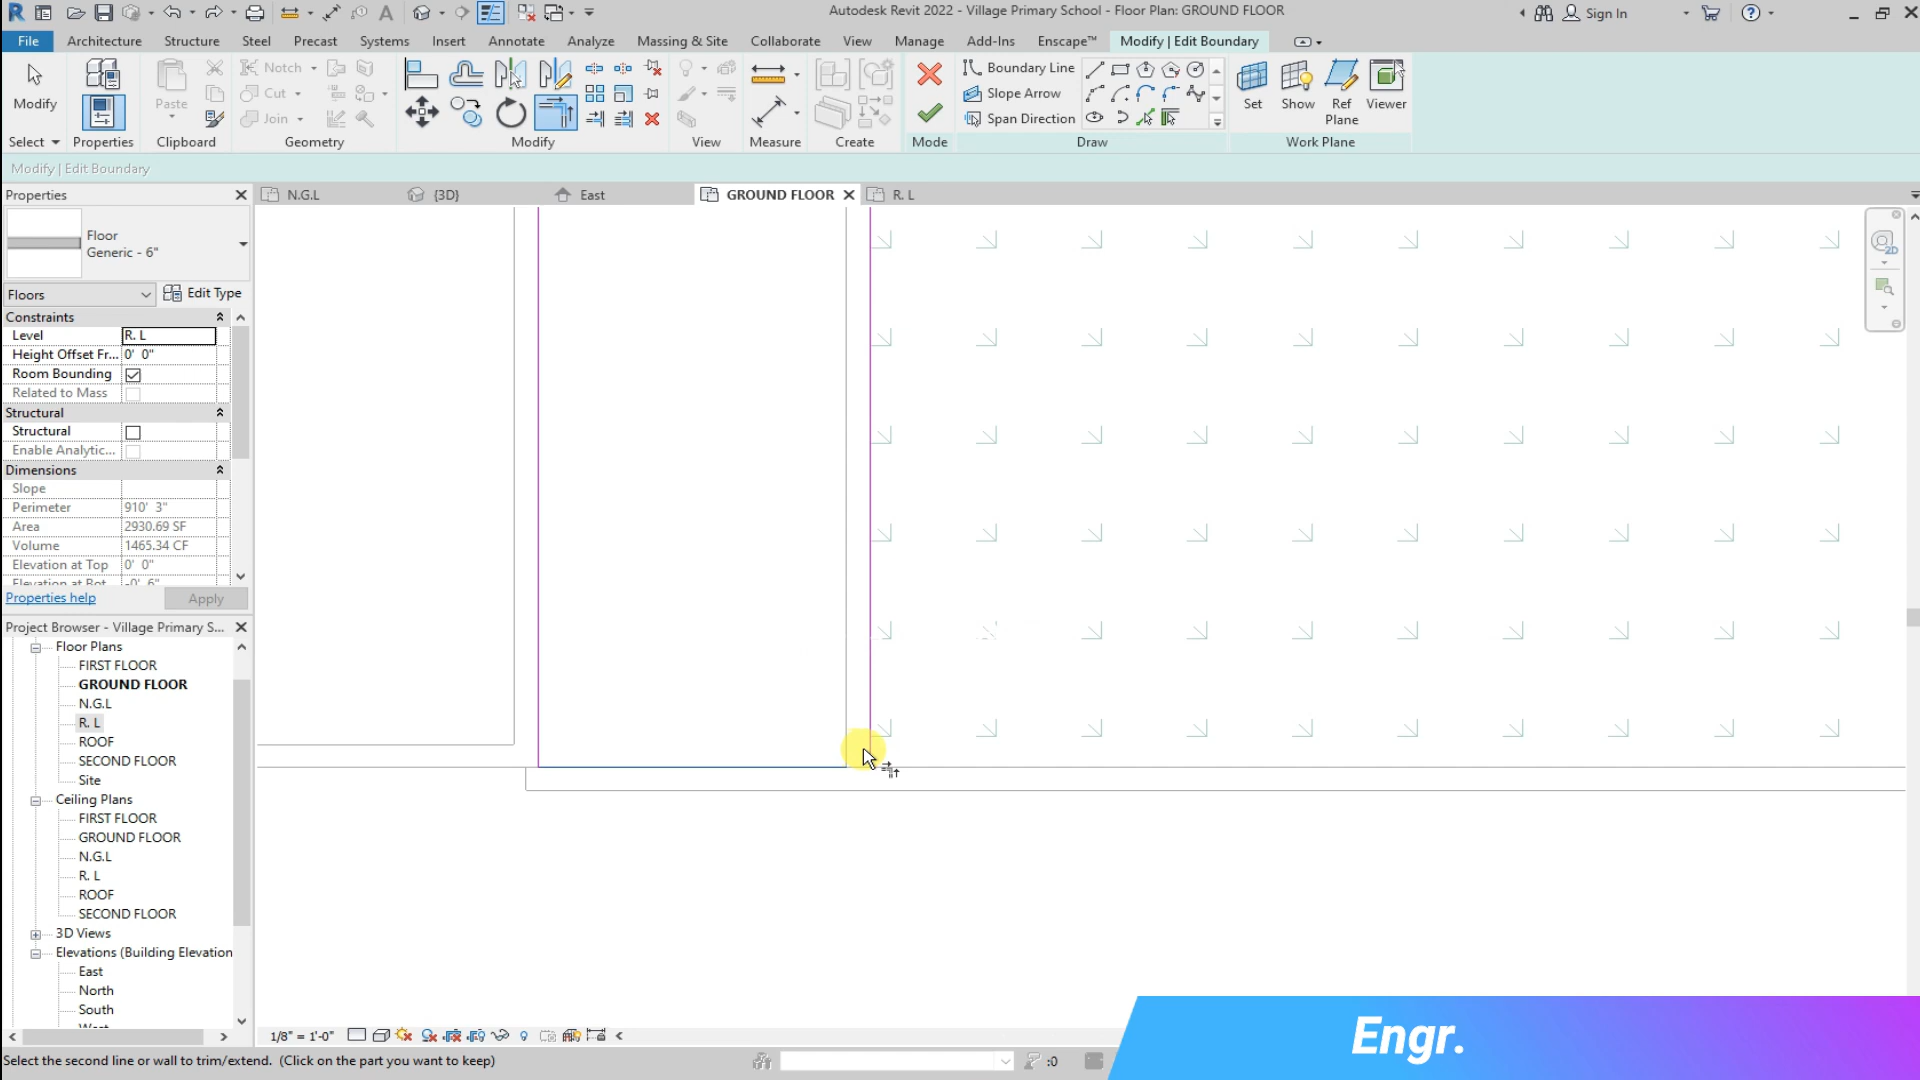 Autodesk Revit 2022 - Village Primary School - Floor Plan: GROUND FLOOR
Sign In
File Architecture Structure Steel Precast Systems Insert Annotate Analyze Massing & Site Collaborate View Manage Add-Ins Enscape™ Modify | Edit Boundary
Modify
Paste
Notch
Cut
Join
Boundary Line
Slope Arrow
Span Direction
Set Show Ref Plane Viewer
Select Properties Clipboard Geometry Modify View Measure Create Mode Draw Work Plane
Modify | Edit Boundary
Properties
N.G.L {3D} East GROUND FLOOR R. L
Floor
Generic - 6"
Floors Edit Type
Constraints
Level R. L
Height Offset Fr... 0' 0"
Room Bounding
Related to Mass
Structural
Structural
Enable Analytic...
Dimensions
Slope
Perimeter 910' 3"
Area 2930.69 SF
Volume 1465.34 CF
Elevation at Top 0' 0"
Elevation at Bot -0' 6"
Properties help Apply
Project Browser - Village Primary S...
Floor Plans
FIRST FLOOR
GROUND FLOOR
N.G.L
R. L
ROOF
SECOND FLOOR
Site
Ceiling Plans
FIRST FLOOR
GROUND FLOOR
N.G.L
R. L
ROOF
SECOND FLOOR
3D Views
Elevations (Building Elevation
East
North
South
West
1/8" = 1'-0"
Select the second line or wall to trim/extend. (Click on the part you want to keep)
:0
2D
Engr.